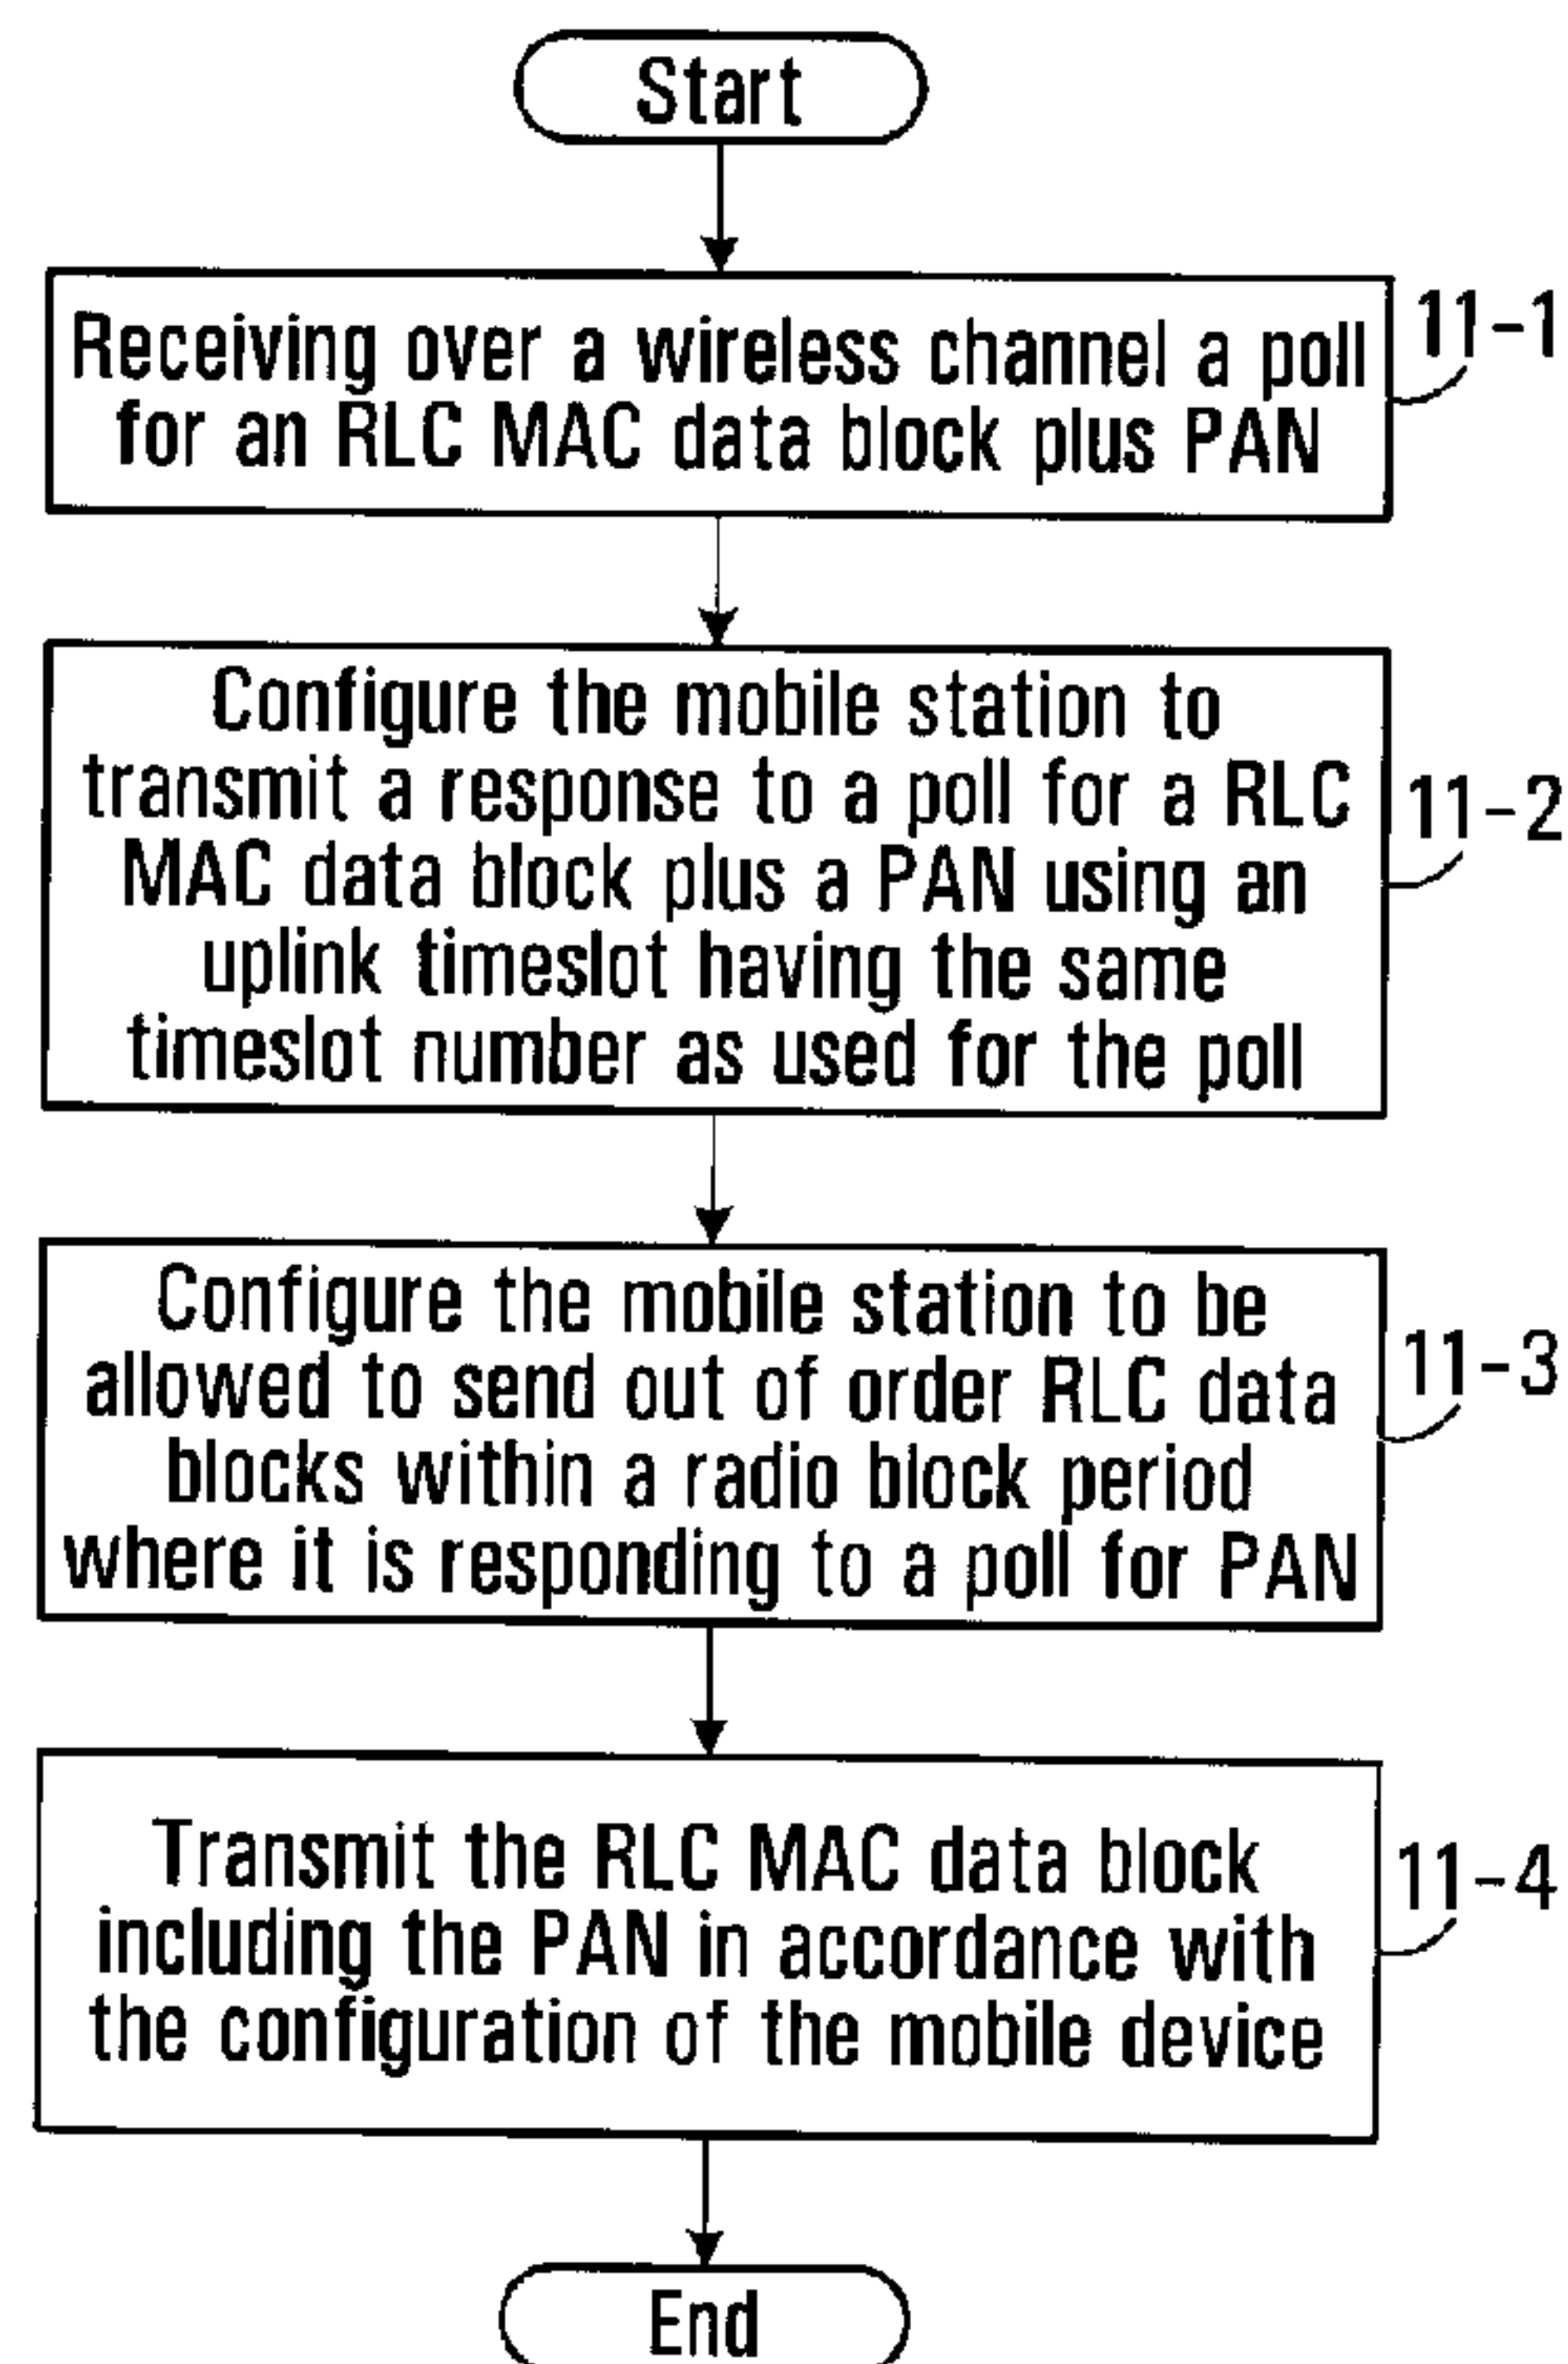 Start
Receiving over a wireless channel a poll
for an RLC MAC data block plus PAN
11-1
Configure the mobile station to
transmit a response to a poll for a RLC
MAC data block plus a PAN using an
uplink timeslot having the same
timeslot number as used for the poll
11-2
Configure the mobile station to be
allowed to send out of order RLC data
blocks within a radio block period
where it is responding to a poll for PAN
11-3
Transmit the RLC MAC data block
including the PAN in accordance with
the configuration of the mobile device
11-4
End